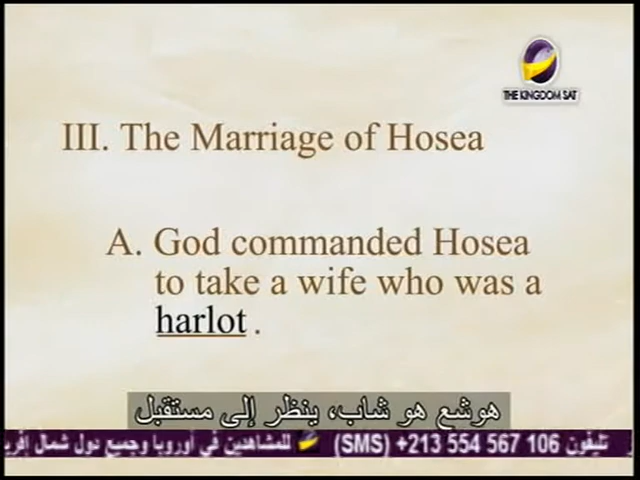 THE KINGDOM SAT
III. The Marriage of Hosea
A. God commanded Hosea
to take a wife who was a
harlot .
هوشع هو شاب، ينظر إلى مستقبل
تليفون 106 567 554 213+ (SMS) للمشاهدين في أوروبا وجميع دول شمال